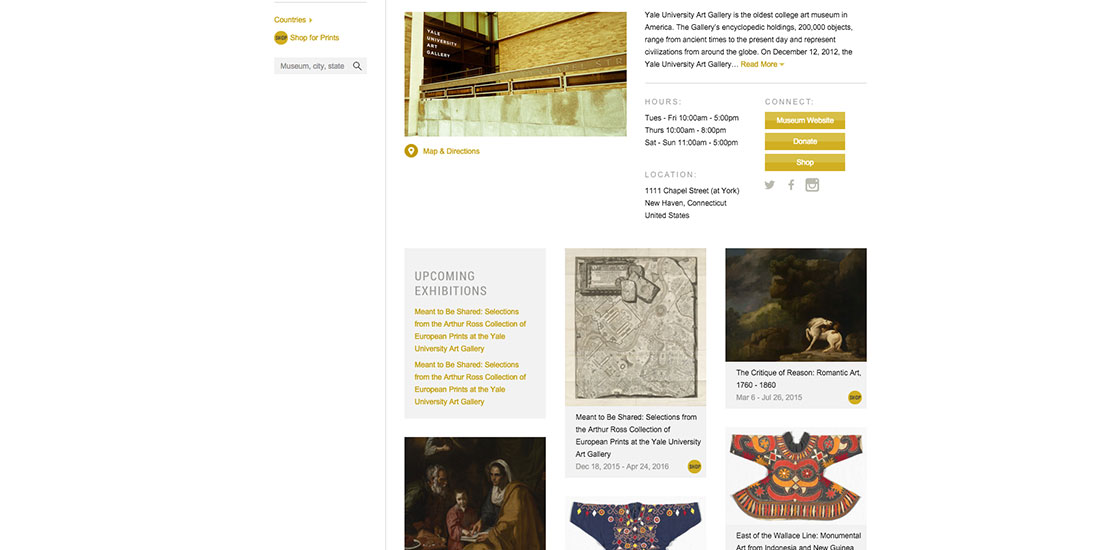 Countries
SHOP Shop for Prints
Museum, city, state
YALE
UNIVERSITY
ART
GALLERY
Map & Directions
Yale University Art Gallery is the oldest college art museum in
America. The Gallery's encyclopedic holdings, 200,000 objects,
range from ancient times to the present day and represent
civilizations from around the globe. On December 12, 2012, the
Yale University Art Gallery… Read More
HOURS:
Tues - Fri 10:00am - 5:00pm
Thurs 10:00am - 8:00pm
Sat - Sun 11:00am - 5:00pm
LOCATION:
1111 Chapel Street (at York)
New Haven, Connecticut
United States
CONNECT:
Museum Website
Donate
Shop
UPCOMING
EXHIBITIONS
Meant to Be Shared: Selections
from the Arthur Ross Collection of
European Prints at the Yale
University Art Gallery
Meant to Be Shared: Selections
from the Arthur Ross Collection of
European Prints at the Yale
University Art Gallery
Meant to Be Shared: Selections from
the Arthur Ross Collection of
European Prints at the Yale University
Art Gallery
Dec 18, 2015 - Apr 24, 2016
SHOP
The Critique of Reason: Romantic Art,
1760 - 1860
Mar 6 - Jul 26, 2015
SHOP
East of the Wallace Line: Monumental
Art from Indonesia and New Guinea